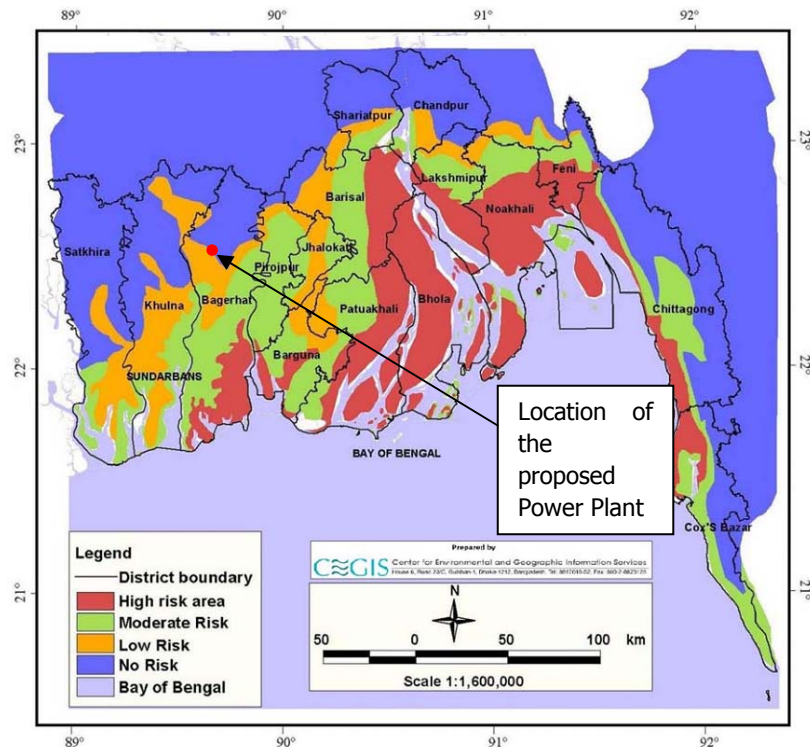 89° 90° 91° 92°
Shariatpur
Chandpur
23° 23°
Lakshmipur
Feni
Barisal
Noakhali
Satkhira
Jhalokati
Pirojpur
Khulna
Bagerhat
Patuakhali
Bhola
Chittagong
22° 22°
Barguna
SUNDARBANS
Location of
the
proposed
Power Plant
BAY OF BENGAL
Cox'S Bazar
Legend
District boundary
High risk area
Moderate Risk
Low Risk
No Risk
Bay of Bengal
Prepared by
CEGIS Center for Environmental and Geographic Information Services
N
50 0 50 100 km
Scale 1:1,600,000
21° 21°
89° 90° 91° 92°